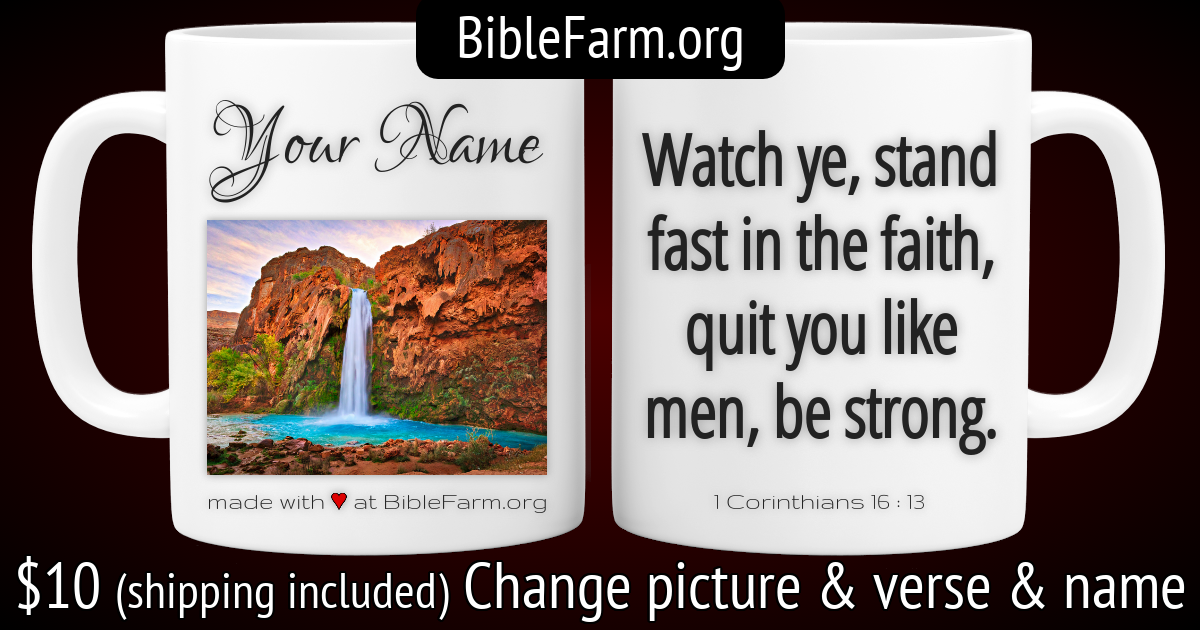 BibleFarm.org
Your Name
made with ♥ at BibleFarm.org
Watch ye, stand
fast in the faith,
quit you like
men, be strong.
1 Corinthians 16 : 13
$10 (shipping included) Change picture & verse & name